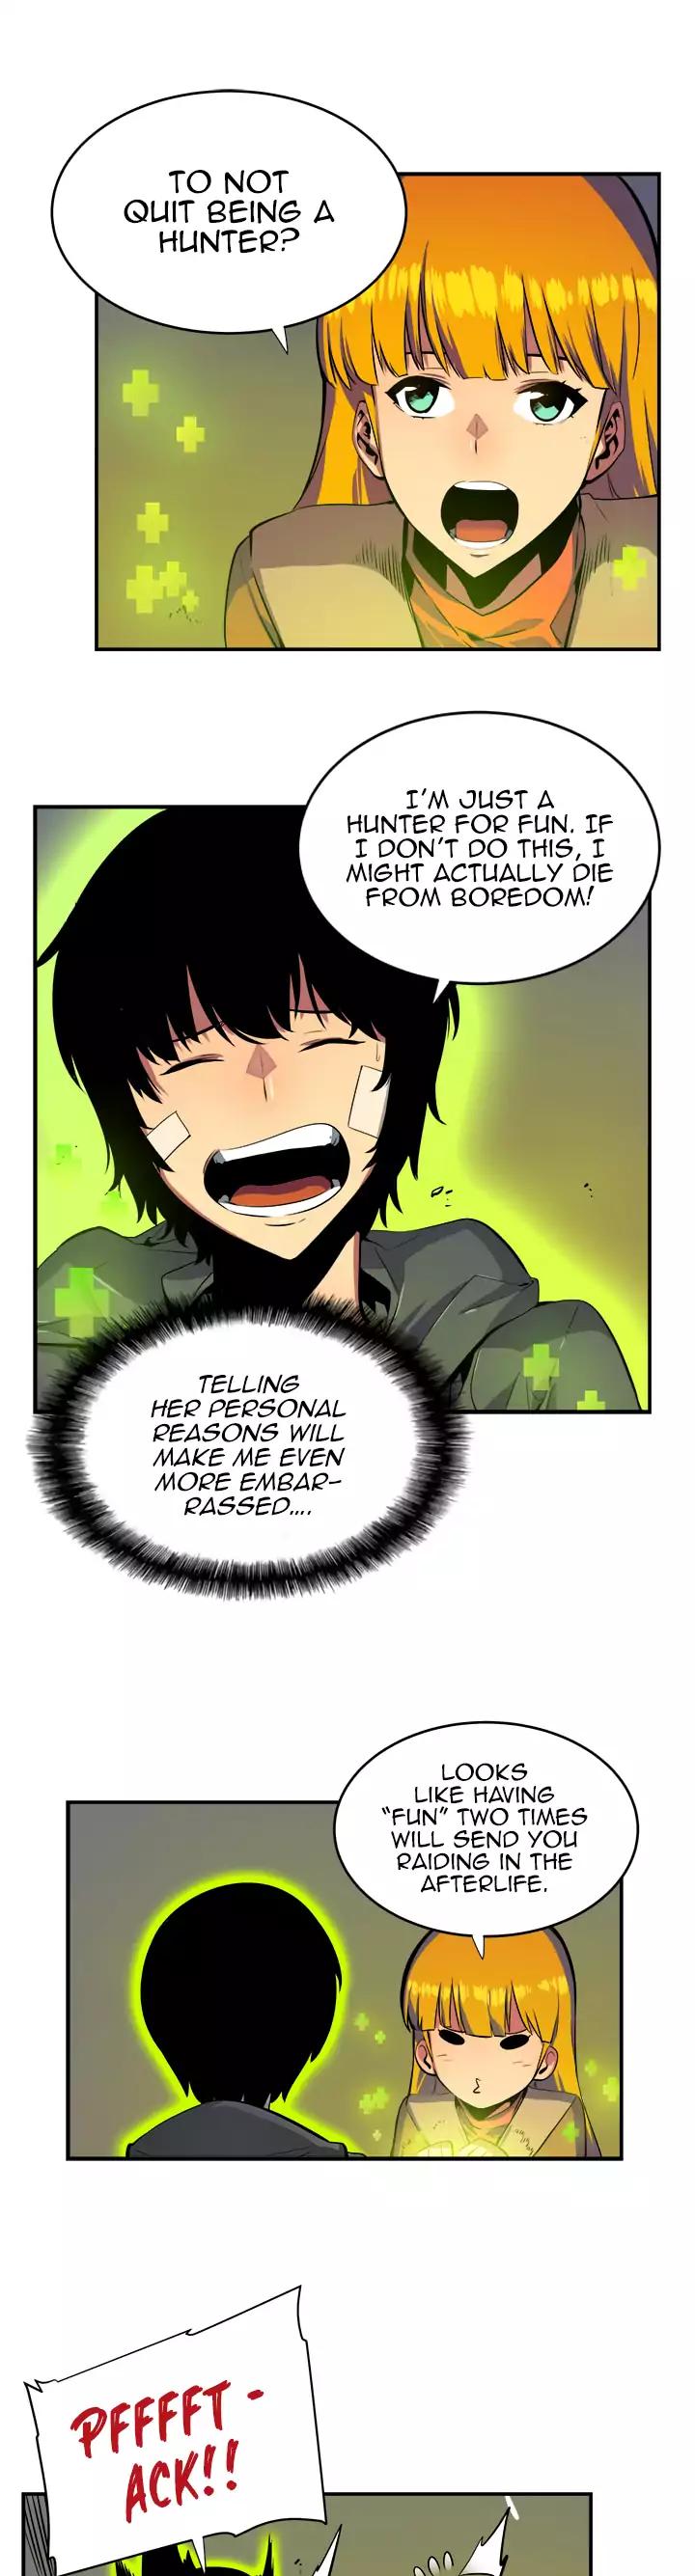 TO NOT
QUIT BEING A
HUNTER?
I'M JUST A
HUNTER FOR FUN. IF
I DON'T DO THIS, I
MIGHT ACTUALLY DIE
FROM BOREDOM!
TELLING
HER PERSONAL
REASONS WILL
MAKE ME EVEN
MORE EMBAR-
RASSED....
LOOKS
LIKE HAVING
"FUN" TWO TIMES
WILL SEND YOU
RAIDING IN THE
AFTERLIFE.
PFFFFT -
ACK!!